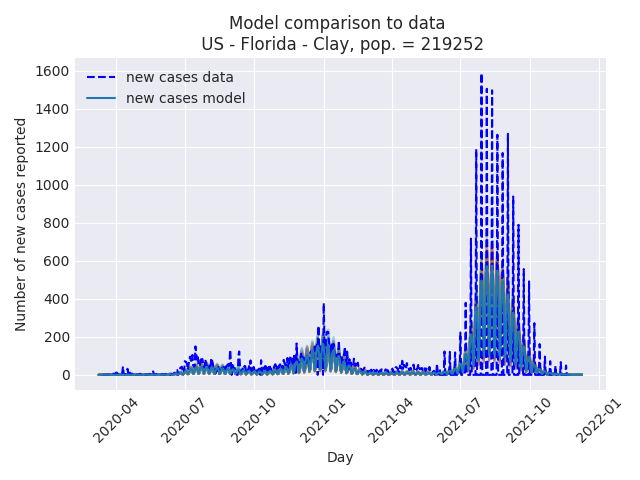 Model comparison to data
US - Florida - Clay, pop. = 219252
new cases data
new cases model
Number of new cases reported
1600
1400
1200
1000
800
600
400
200
0
2020-04
2020-07
2020-10
2021-01
2021-04
2021-07
2021-10
2022-01
Day